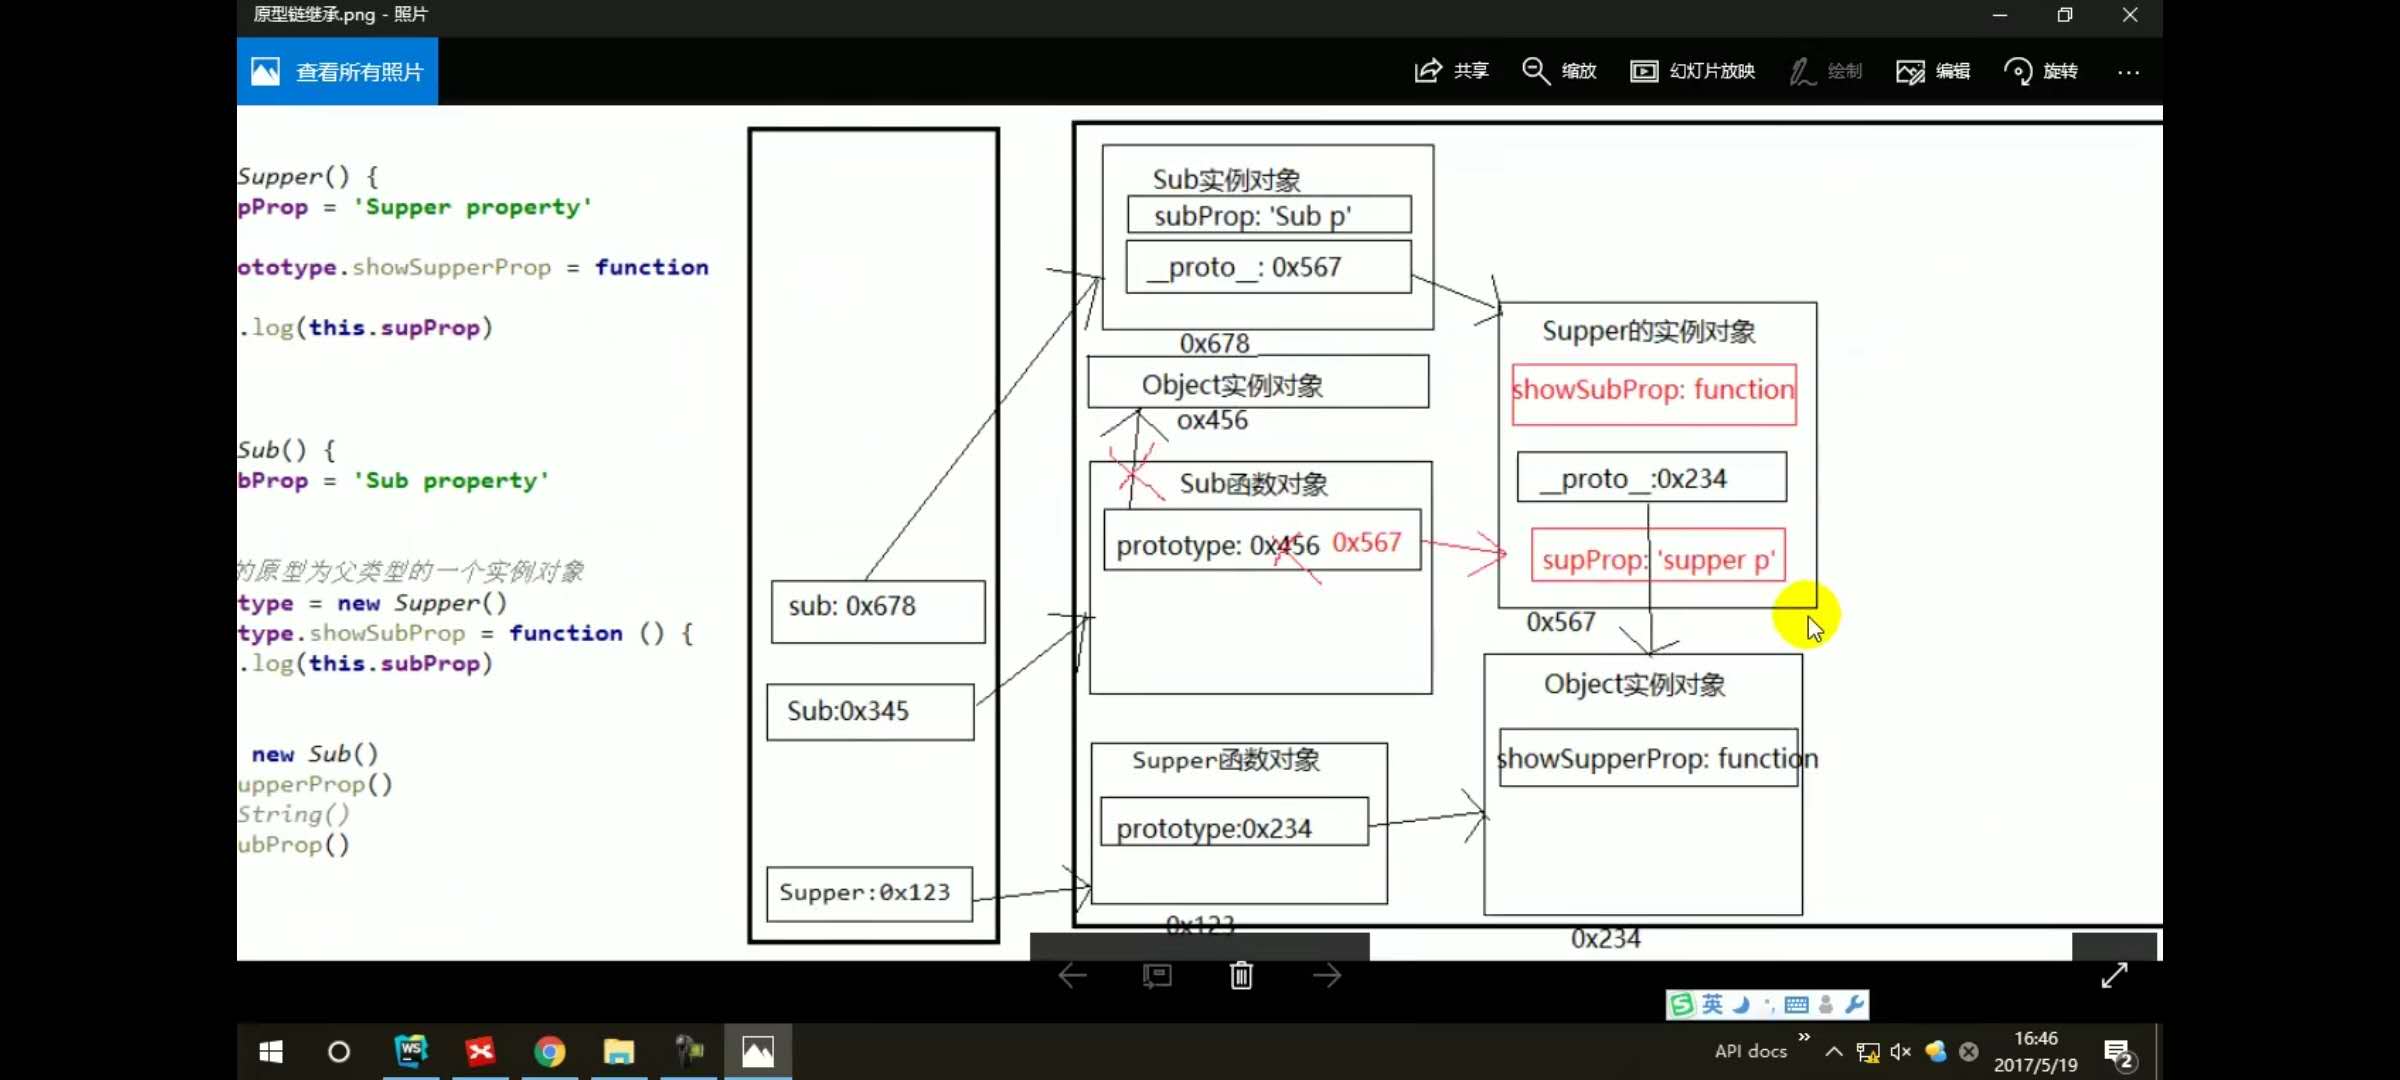 原型链继承.png - 照片
查看所有照片
共享
缩放
幻灯片放映
绘制
编辑
旋转
Supper() {
pProp = 'Supper property'
ototype.showSupperProp = function
.log(this.supProp)
Sub() {
bProp = 'Sub property'
的原型为父类型的一个实例对象
type = new Supper()
type.showSubProp = function () {
.log(this.subProp)
new Sub()
upperProp()
String()
ubProp()
sub: 0x678
Sub:0x345
Supper:0x123
Sub实例对象
subProp: 'Sub p'
__proto__: 0x567
0x678
Object实例对象
ox456
Sub函数对象
prototype: 0x456 0x567
Supper函数对象
prototype:0x234
0x123
Supper的实例对象
showSubProp: function
__proto__:0x234
supProp: 'supper p'
0x567
Object实例对象
showSupperProp: function
0x234
英
WS
API docs
16:46
2017/5/19
2